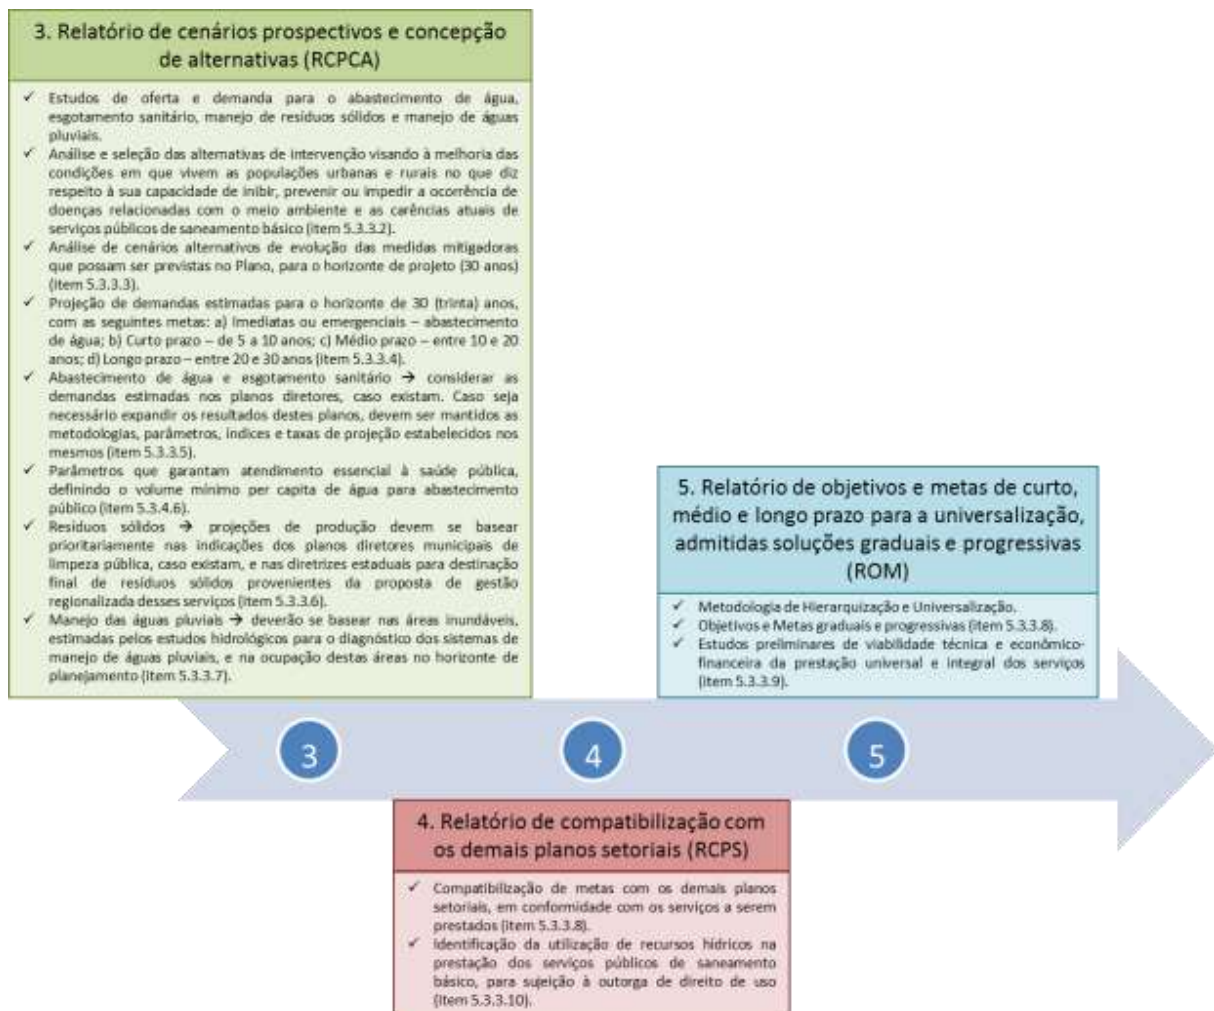 3. Relatório de cenários prospectivos e concepção
de alternativas (RCPCA)
✓ Estudos de oferta e demanda para o abastecimento de água,
esgotamento sanitário, manejo de resíduos sólidos e manejo de águas
pluviais.
✓ Análise e seleção das alternativas de intervenção visando à melhoria das
condições em que vivem as populações urbanas e rurais no que diz
respeito à sua capacidade de inibir, prevenir ou impedir a ocorrência de
doenças relacionadas com o meio ambiente e as carências atuais de
serviços públicos de saneamento básico (item 5.3.3.2).
✓ Análise de cenários alternativos de evolução das medidas mitigadoras
que possam ser previstas no Plano, para o horizonte de projeto (30 anos)
(item 5.3.3.3).
✓ Projeção de demandas estimadas para o horizonte de 30 (trinta) anos,
com as seguintes metas: a) Imediatas ou emergenciais – abastecimento
de água; b) Curto prazo – de 5 a 10 anos; c) Médio prazo – entre 10 e 20
anos; d) Longo prazo – entre 20 e 30 anos (item 5.3.3.4).
✓ Abastecimento de água e esgotamento sanitário → considerar as
demandas estimadas nos planos diretores, caso existam. Caso seja
necessário expandir os resultados destes planos, devem ser mantidos as
metodologias, parâmetros, índices e taxas de projeção estabelecidos nos
mesmos (item 5.3.3.5).
✓ Parâmetros que garantam atendimento essencial à saúde pública,
definindo o volume mínimo per capita de água para abastecimento
público (item 5.3.4.6).
✓ Resíduos sólidos → projeções de produção devem se basear
prioritariamente nas indicações dos planos diretores municipais de
limpeza pública, caso existam, e nas diretrizes estaduais para destinação
final de resíduos sólidos provenientes da proposta de gestão
regionalizada desses serviços (item 5.3.3.6).
✓ Manejo das águas pluviais → deverão se basear nas áreas inundáveis,
estimadas pelos estudos hidrológicos para o diagnóstico dos sistemas de
manejo de águas pluviais, e na ocupação destas áreas no horizonte de
planejamento (item 5.3.3.7).
5. Relatório de objetivos e metas de curto,
médio e longo prazo para a universalização,
admitidas soluções graduais e progressivas
(ROM)
✓ Metodologia de Hierarquização e Universalização.
✓ Objetivos e Metas graduais e progressivas (item 5.3.3.8).
✓ Estudos preliminares de viabilidade técnica e econômico-
financeira da prestação universal e integral dos serviços
(item 5.3.3.9).
3
4
5
4. Relatório de compatibilização com
os demais planos setoriais (RCPS)
✓ Compatibilização de metas com os demais planos
setoriais, em conformidade com os serviços a serem
prestados (item 5.3.3.8).
✓ Identificação da utilização de recursos hídricos na
prestação dos serviços públicos de saneamento
básico, para sujeição à outorga de direito de uso
(item 5.3.3.10).